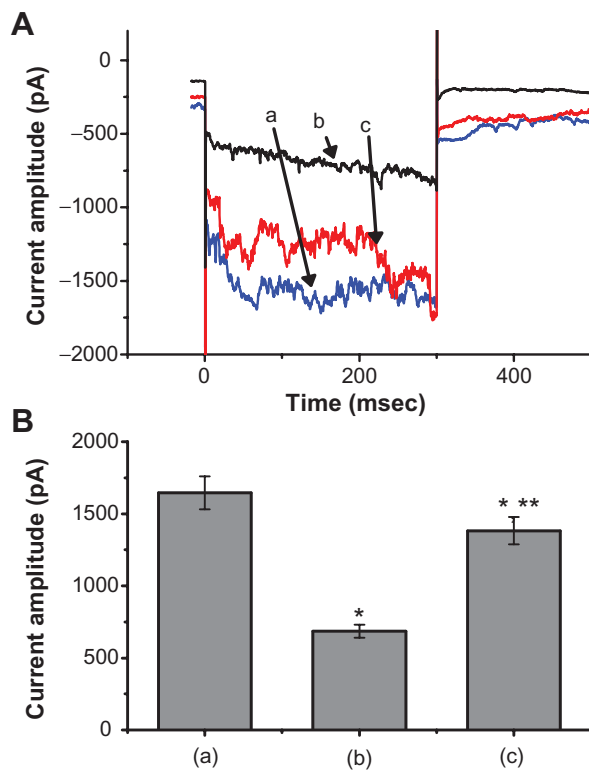 A
Current amplitude (pA)
0
−500
−1000
−1500
−2000
a
b
c
0
200
400
Time (msec)
B
Current amplitude (pA)
2000
1500
1000
500
0
*
* **
(a)
(b)
(c)